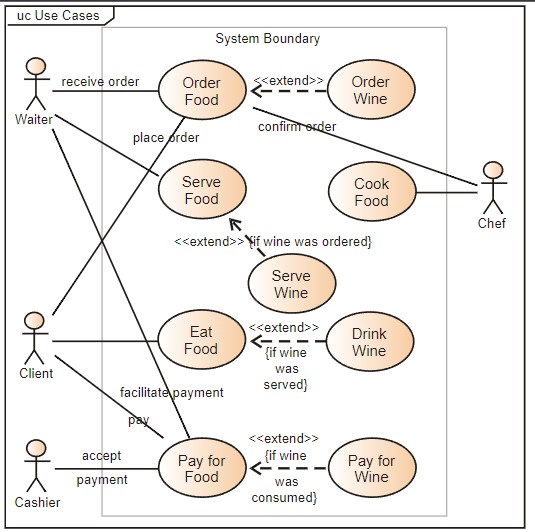 uc Use Cases
System Boundary
receive order
Order
Food
<<extend>>
Order
Wine
Waiter
place order
confirm order
Serve
Food
Cook
Food
Chef
<<extend>> {if wine was ordered}
Serve
Wine
Eat
Food
<<extend>>
{if wine
was
served}
Drink
Wine
Client
facilitate payment
pay
accept
payment
Cashier
Pay for
Food
<<extend>>
{if wine
was
consumed}
Pay for
Wine